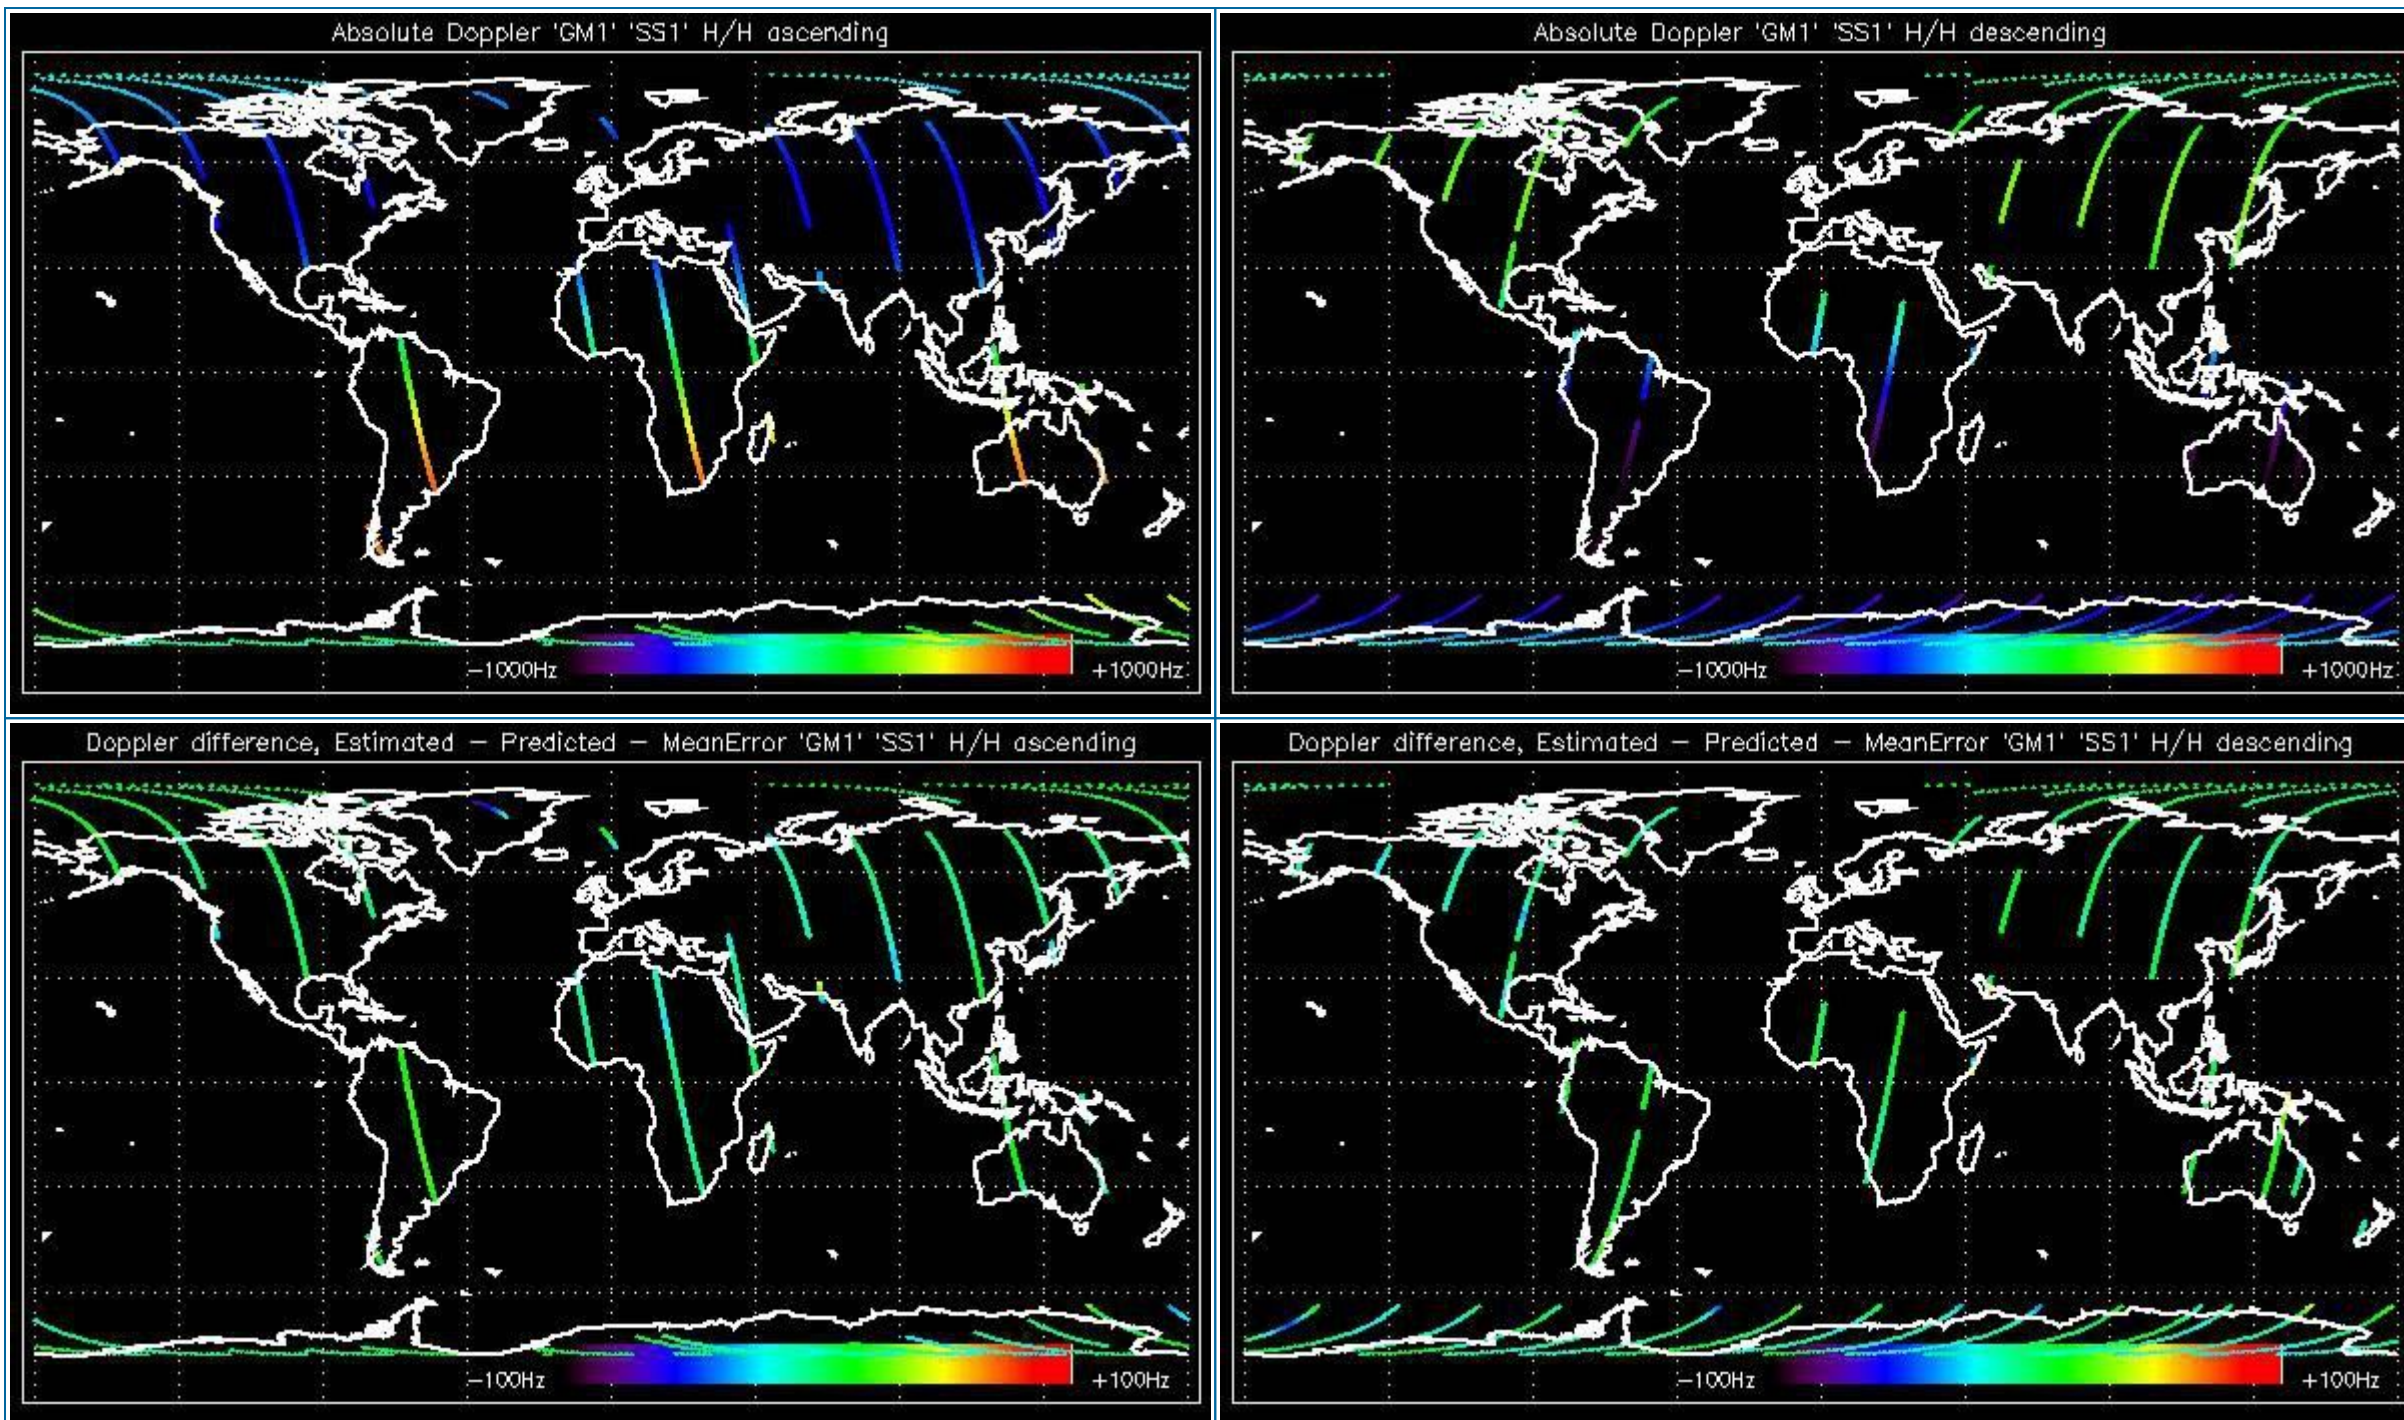 Absolute Doppler 'GM1' 'SS1' H/H ascending
-1000Hz
+1000Hz
Absolute Doppler 'GM1' 'SS1' H/H descending
-1000Hz
+1000Hz
Doppler difference, Estimated - Predicted - MeanError 'GM1' 'SS1' H/H ascending
-100Hz
+100Hz
Doppler difference, Estimated - Predicted - MeanError 'GM1' 'SS1' H/H descending
-100Hz
+100Hz